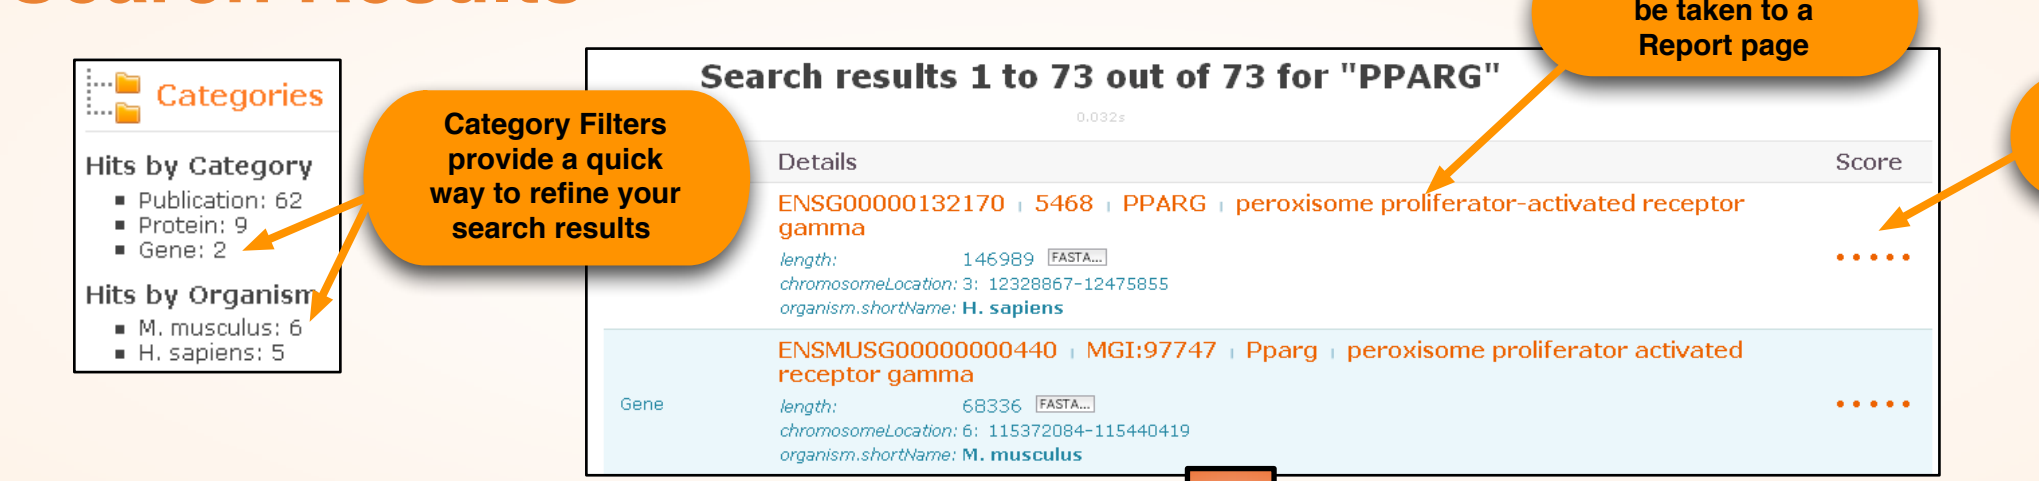 Search Results
be taken to a
Report page
Categories
Hits by Category
Publication: 62
Protein: 9
Gene: 2
Hits by Organism
M. musculus: 6
H. sapiens: 5
Category Filters
provide a quick
way to refine your
search results
Search results 1 to 73 out of 73 for "PPARG"
0.032s
Details Score
ENSG00000132170 | 5468 | PPARG | peroxisome proliferator-activated receptor
gamma
length: 146989 FASTA...
chromosomeLocation: 3: 12328867-12475855
organism.shortName: H. sapiens
ENSMUSG00000000440 | MGI:97747 | Pparg | peroxisome proliferator activated
receptor gamma
Gene
length: 68336 FASTA...
chromosomeLocation: 6: 115372084-115440419
organism.shortName: M. musculus